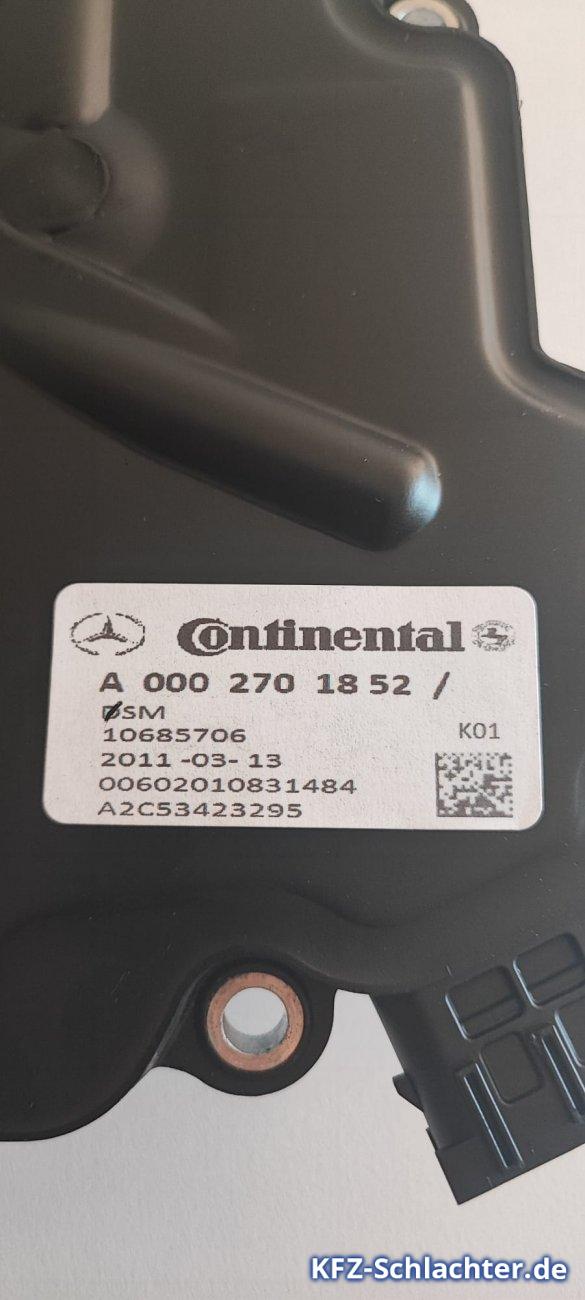 Continental
A 000 270 18 52 /
DSM
10685706
K01
2011 -03- 13
00602010831484
A2C53423295
KFZ-Schlachter.de